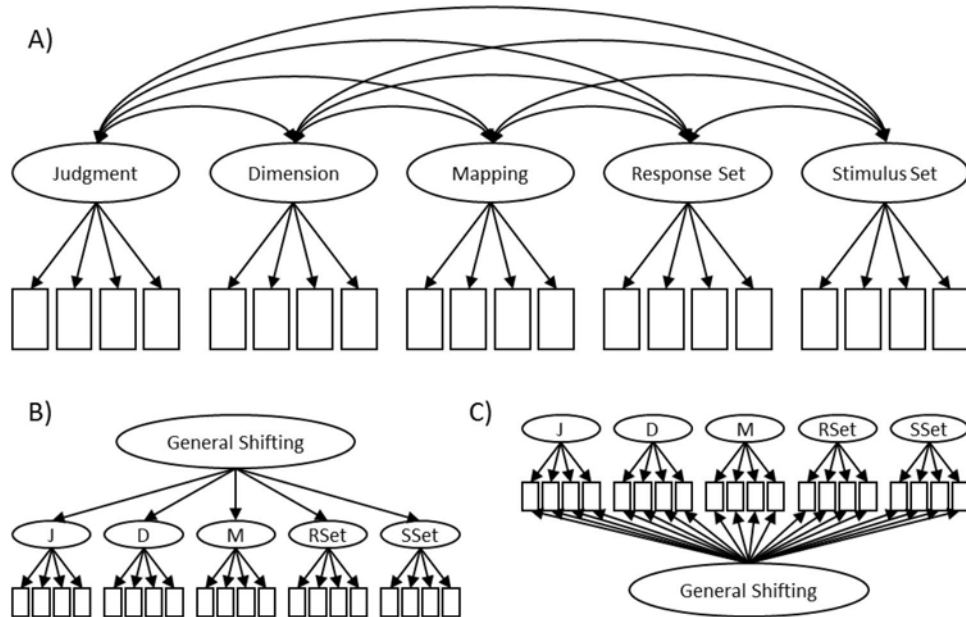 A)
Judgment
Dimension
Mapping
Response Set
Stimulus Set
B)
General Shifting
J
D
M
RSet
SSet
C)
J
D
M
RSet
SSet
General Shifting